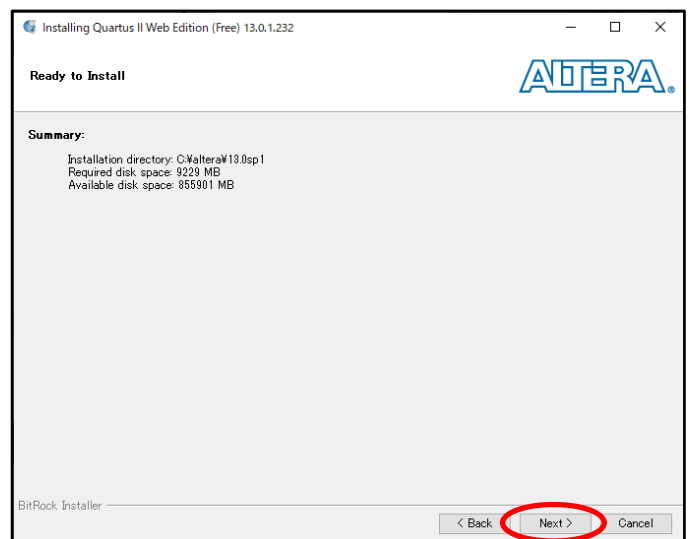 Installing Quartus II Web Edition (Free) 13.0.1.232
Ready to Install
ALTERA®
Summary:
Installation directory: C:¥altera¥13.0sp1
Required disk space: 9229 MB
Available disk space: 855901 MB
BitRock Installer
< Back
Next >
Cancel